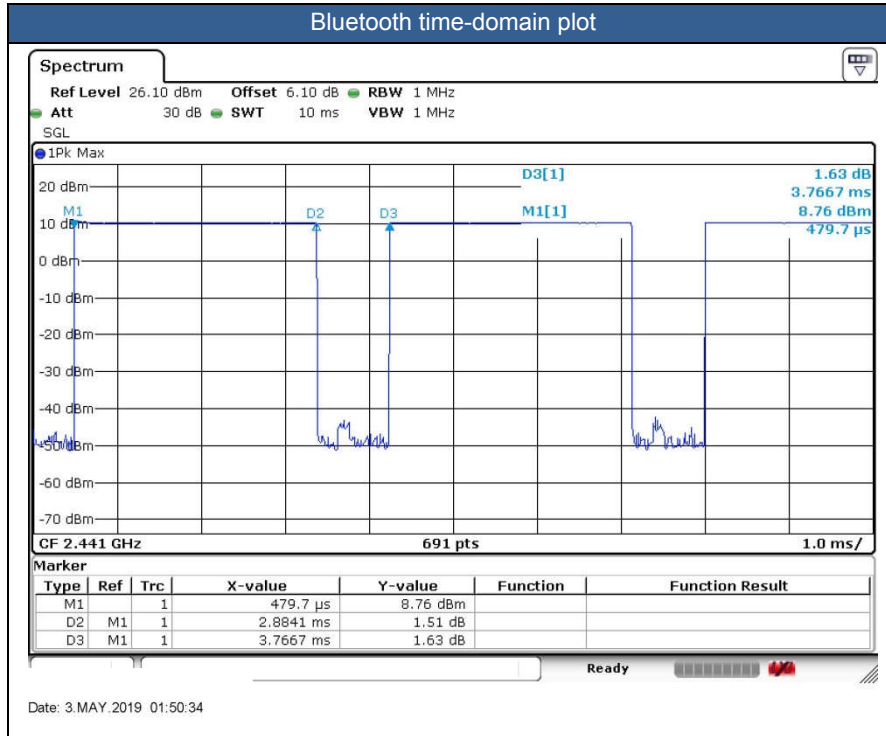 Bluetooth time-domain plot
Spectrum
Ref Level 26.10 dBm Offset 6.10 dB RBW 1 MHz
Att 30 dB SWT 10 ms VBW 1 MHz
SGL
1Pk Max
D3[1] 1.63 dB
3.7667 ms
M1[1] 8.76 dBm
479.7 µs
20 dBm
M1 D2 D3
10 dBm
0 dBm
-10 dBm
-20 dBm
-30 dBm
-40 dBm
-50 dBm
-60 dBm
-70 dBm
CF 2.441 GHz 691 pts 1.0 ms/
Marker
Type Ref Trc X-value Y-value Function Function Result
M1 1 479.7 µs 8.76 dBm
D2 M1 1 2.8841 ms 1.51 dB
D3 M1 1 3.7667 ms 1.63 dB
Ready
Date: 3.MAY.2019 01:50:34